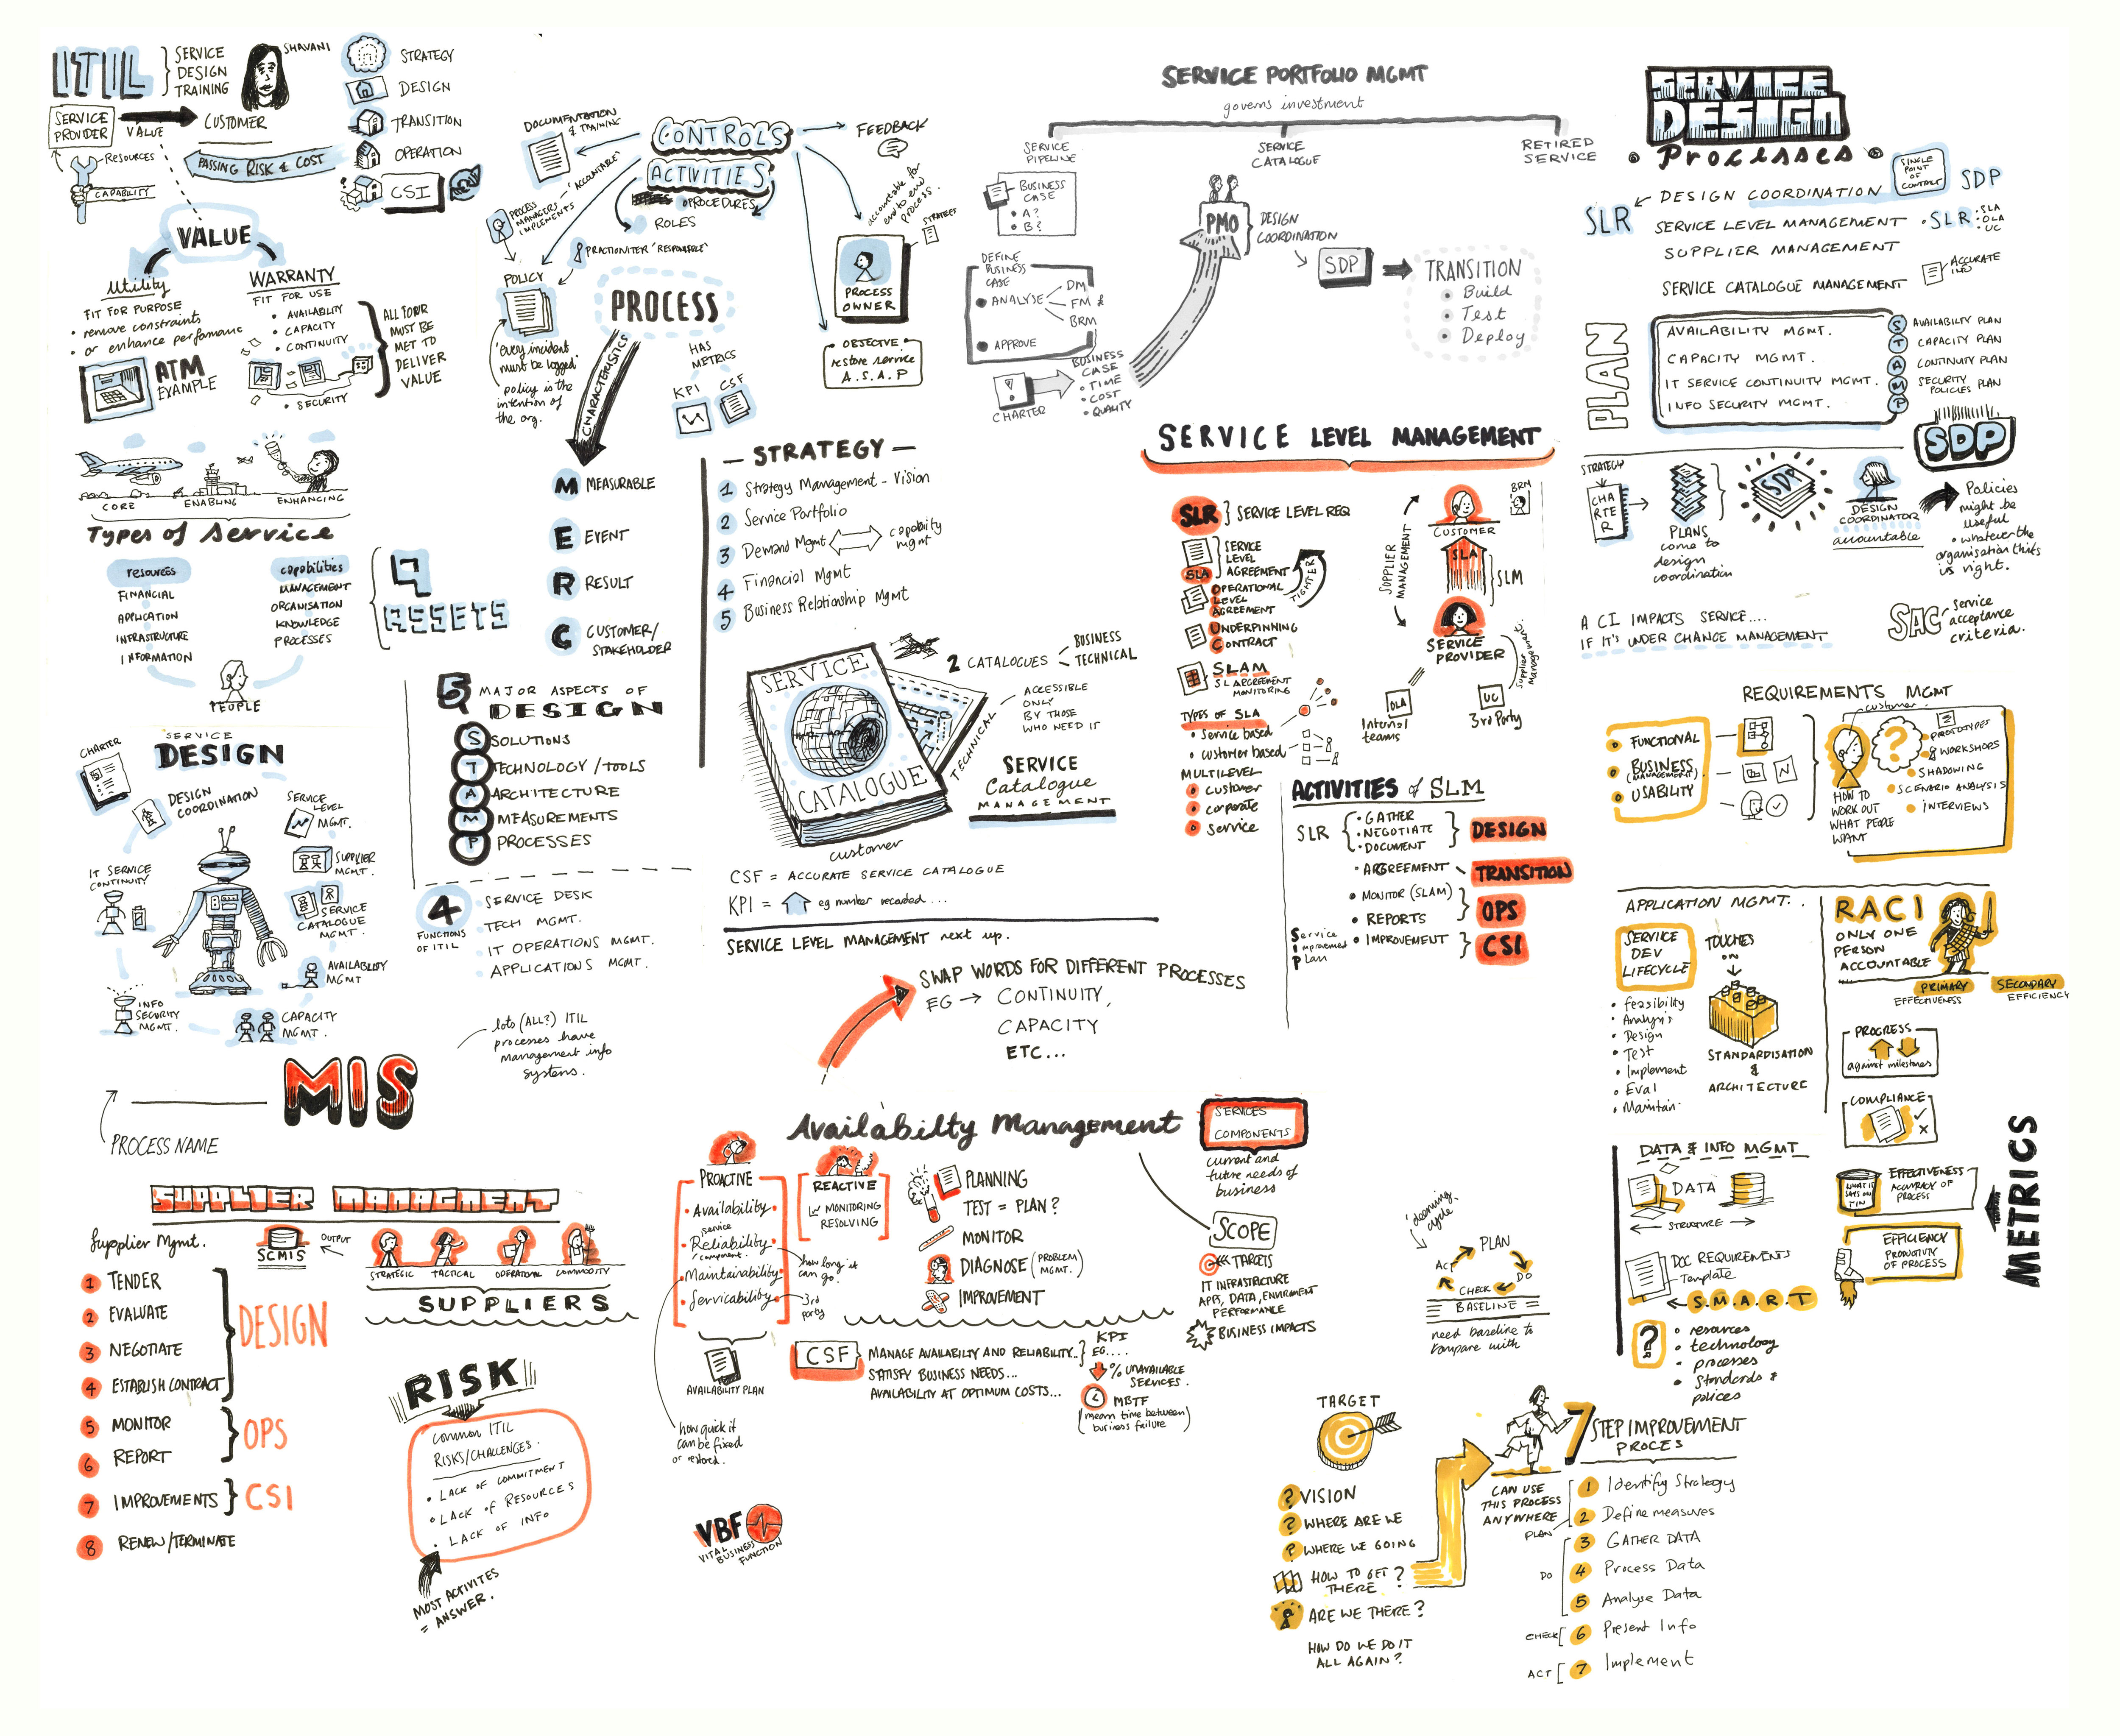 ITIL
SERVICE
DESIGN
TRAINING
SHAVANI
SERVICE
PROVIDER
VALUE
CUSTOMER
RESOURCES
CAPABILITY
PASSING RISK & COST
STRATEGY
DESIGN
TRANSITION
OPERATION
CSI
VALUE
Utility
FIT FOR PURPOSE
• remove constraints
• or enhance performance
ATM
EXAMPLE
WARRANTY
FIT FOR USE
• AVAILABILITY
• CAPACITY
• CONTINUITY
• SECURITY
ALL FOUR
MUST BE
MET TO
DELIVER
VALUE
CORE
ENABLING
ENHANCING
Types of Service
resources
FINANCIAL
APPLICATION
INFRASTRUCTURE
INFORMATION
capabilities
MANAGEMENT
ORGANISATION
KNOWLEDGE
PROCESSES
PEOPLE
9
ASSETS
SERVICE
DESIGN
CHARTER
DESIGN
COORDINATION
SERVICE
LEVEL
MGMT.
SUPPLIER
MGMT.
SERVICE
CATALOGUE
MGMT.
AVAILABILITY
MGMT
CAPACITY
MGMT.
INFO
SECURITY
MGMT.
IT SERVICE
CONTINUITY
DOCUMENTATION
& TRAINING
CONTROLS
ACTIVITIES
PROCEDURES
ROLES
FEEDBACK
'ACCOUNTABLE'
PROCESS
MANAGERS
IMPLEMENTS
PRACTIONITER 'RESPONSIBLE'
accountable for
end to end
process.
STRATEGY
PROCESS
OWNER
OBJECTIVE
restore service
A.S.A.P
POLICY
'every incident
must be logged'
policy is the
intention of
the org.
PROCESS
CHARACTERISTICS
HAS
METRICS
KPI
CSF
M MEASURABLE
E EVENT
R RESULT
C CUSTOMER/
STAKEHOLDER
5 MAJOR ASPECTS OF
DESIGN
SOLUTIONS
TECHNOLOGY / TOOLS
ARCHITECTURE
MEASUREMENTS
PROCESSES
4
FUNCTIONS
OF ITIL
• SERVICE DESK
TECH MGMT.
IT OPERATIONS MGMT.
APPLICATIONS MGMT.
— STRATEGY —
1 Strategy Management - Vision
2 Service Portfolio
3 Demand Mgmt
capability
mgmt
4 Financial Mgmt
5 Business Relationship Mgmt
SERVICE
CATALOGUE
customer
TECHNICAL
2 CATALOGUES
BUSINESS
TECHNICAL
ACCESSIBLE
ONLY
BY THOSE
WHO NEED IT
SERVICE
Catalogue
MANAGEMENT
CSF = ACCURATE SERVICE CATALOGUE
KPI = eg number recorded...
SERVICE LEVEL MANAGEMENT next up.
SWAP WORDS FOR DIFFERENT PROCESSES
EG → CONTINUITY,
CAPACITY
ETC...
SERVICE PORTFOLIO MGMT
governs investment
SERVICE
PIPELINE
SERVICE
CATALOGUE
RETIRED
SERVICE
BUSINESS
CASE
• A?
• B?
DEFINE
BUSINESS
CASE
ANALYSE
DM
FM &
BRM
APPROVE
CHARTER
BUSINESS
CASE
• TIME
• COST
• QUALITY
PMO
DESIGN
COORDINATION
SDP
TRANSITION
• Build
• Test
• Deploy
SERVICE LEVEL MANAGEMENT
SLR } SERVICE LEVEL REQ
SLA
SERVICE
LEVEL
AGREEMENT
TIGHTER
OPERATIONAL
LEVEL
AGREEMENT
UNDERPINNING
CONTRACT
SLAM
SL ARGREEMENT
MONITORING
TYPES OF SLA
• service based
• customer based
MULTILEVEL
customer
corporate
service
SUPPLIER
MANAGEMENT
BRM
CUSTOMER
SLA
SLM
SERVICE
PROVIDER
Supplier
Management
OLA
Internal
teams
UC
3rd Party
ACTIVITIES of SLM
SLR
• GATHER
• NEGOTIATE
• DOCUMENT
DESIGN
• ARGREEMENT
TRANSITION
• MONITOR (SLAM)
• REPORTS
OPS
Service
Improvement
Plan
• IMPROVEMENT
CSI
SERVICE
DESIGN
• Processes •
SINGLE
POINT
OF
CONTACT
SLR
DESIGN COORDINATION SDP
SERVICE LEVEL MANAGEMENT • SLR
• SLA
• OLA
• UC
SUPPLIER MANAGEMENT
SERVICE CATALOGUE MANAGEMENT
ACCURATE
INFO
PLAN
AVAILABILITY MGMT.
CAPACITY MGMT.
IT SERVICE CONTINUITY MGMT.
INFO SECURITY MGMT.
S AVAILABILTY PLAN
T CAPACITY PLAN
A CONTINUITY PLAN
M SECURITY
POLICIES PLAN
P
SDP
STRATEGY
CHA
RTE
R
PLANS
come to
design
coordination
SDP
DESIGN
COORDINATOR
accountable
Policies
might be
useful
• whatever the
organisation thinks
is right.
A CI IMPACTS SERVICE....
IF IT'S UNDER CHANGE MANAGEMENT
SAC
service
acceptance
criteria.
REQUIREMENTS MGMT
FUNCTIONAL
BUSINESS
(MANAGEMENT)
USABILITY
customer
HOW TO
WORK OUT
WHAT PEOPLE
WANT
PROTOTYPES
& WORKSHOPS
SHADOWING
SCENARIO ANALYSIS
INTERVIEWS
APPLICATION MGMT..
SERVICE
DEV
LIFECYCLE
• feasibility
• Analysis
• Design
• Test
• Implement
• Eval
• Maintain
TOUCHES
ON
STANDARDISATION
&
ARCHITECTURE
RACI
ONLY ONE
PERSON
ACCOUNTABLE
PRIMARY
EFFECTIVENESS
SECONDARY
EFFICIENCY
PROGRESS
against milestones
COMPLIANCE
METRICS
WHAT IT
SAYS ON
TIN
EFFECTIVENESS
ACCURACY OF
PROCESS
EFFICIENCY
PRODUCTIVITY
OF PROCESS
DATA & INFO MGMT
DATA
STRUCTURE
DOC REQUIREMENTS
Template
S.M.A.R.T
?
• resources
• technology
• processes
• standards &
polices
lots (ALL?) ITIL
processes have
management info
systems.
MIS
PROCESS NAME
SUPPLIER MANAGMENT
Supplier Mgmt.
1 TENDER
2 EVALUATE
3 NEGOTIATE
4 ESTABLISH CONTRACT
DESIGN
5 MONITOR
6 REPORT
OPS
7 IMPROVEMENTS
CSI
8 RENEW/TERMINATE
SCMIS
OUTPUT
STRATEGIC
TACTICAL
OPERATIONAL
COMMODITY
SUPPLIERS
RISK
Common ITIL
RISKS/CHALLENGES.
• LACK OF COMMITMENT
• LACK OF RESOURCES
• LACK OF INFO
MOST ACTIVITES
= ANSWER.
Availabilty Management
PROACTIVE
• Availability
service
• Reliability
component
• Maintainability
• Servicability
how long it
can go!
3rd
party
AVAILABILITY PLAN
how quick it
can be fixed
or restored.
REACTIVE
MONITORING
RESOLVING
PLANNING
TEST = PLAN?
MONITOR
DIAGNOSE (PROBLEM
MGMT.)
IMPROVEMENT
SERVICES
COMPONENTS
current and
future needs of
business
SCOPE
TARGETS
IT INFRASTRUCTURE
APPS, DATA, ENVIRMENT
PERFORMANCE
BUSINESS IMPACTS
CSF
MANAGE AVAILABILTY AND RELIABILITY..
SATISFY BUSINESS NEEDS...
AVAILABILITY AT OPTIMUM COSTS...
KPI
EG....
% UNAVAILABLE
SERVICES.
MBTF
(mean time between
business failure)
VBF
VITAL
BUSINESS
FUNCTION
'deeming
cycle'
PLAN
DO
CHECK
ACT
BASELINE
need baseline to
compare with
TARGET
? VISION
? WHERE ARE WE
? WHERE WE GOING
HOW TO GET ?
THERE
ARE WE THERE?
HOW DO WE DO IT
ALL AGAIN?
7
STEP IMPROVEMENT
PROCES
CAN USE
THIS PROCESS
ANYWHERE
PLAN
1 Identify Strategy
2 Define measures
DO
3 GATHER DATA
4 Process Data
5 Analyse Data
CHECK
6 Present Info
ACT
7 Implement